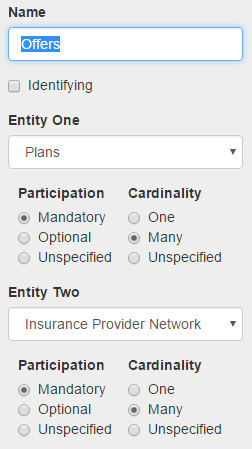 Name
Offers
Identifying
Entity One
Plans
Participation Cardinality
Mandatory One
Optional Many
Unspecified Unspecified
Entity Two
Insurance Provider Network
Participation Cardinality
Mandatory One
Optional Many
Unspecified Unspecified